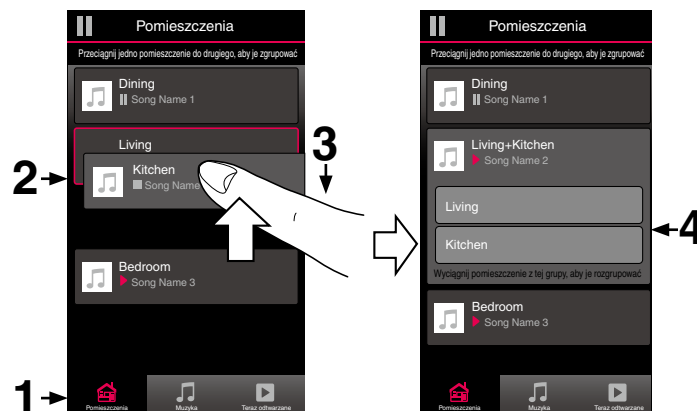 Pomieszczenia
Przeciągnij jedno pomieszczenie do drugiego, aby je zgrupować
Dining
Song Name 1
Living
Kitchen
Song Name
Bedroom
Song Name 3
Pomieszczenia
Muzyka
Teraz odtwarzane
1
2
3
Pomieszczenia
Przeciągnij jedno pomieszczenie do drugiego, aby je zgrupować
Dining
Song Name 1
Living+Kitchen
Song Name 2
Living
Kitchen
Wyciągnij pomieszczenie z tej grupy, aby je rozgrupować
Bedroom
Song Name 3
Pomieszczenia
Muzyka
Teraz odtwarzane
4